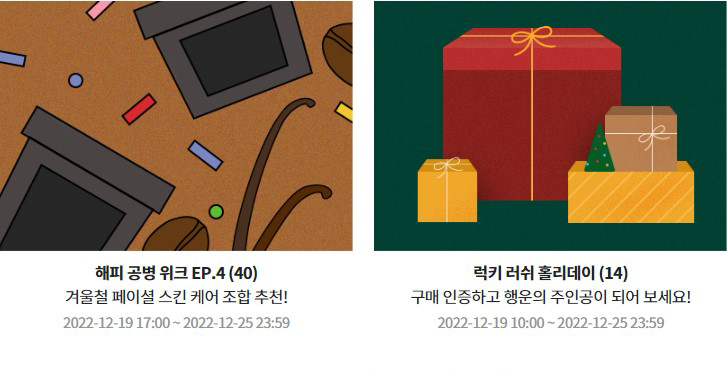 해피 공병 위크 EP.4 (40)
겨울철 페이셜 스킨 케어 조합 추천!
2022-12-19 17:00 ~ 2022-12-25 23:59
럭키 러쉬 홀리데이 (14)
구매 인증하고 행운의 주인공이 되어 보세요!
2022-12-19 10:00 ~ 2022-12-25 23:59